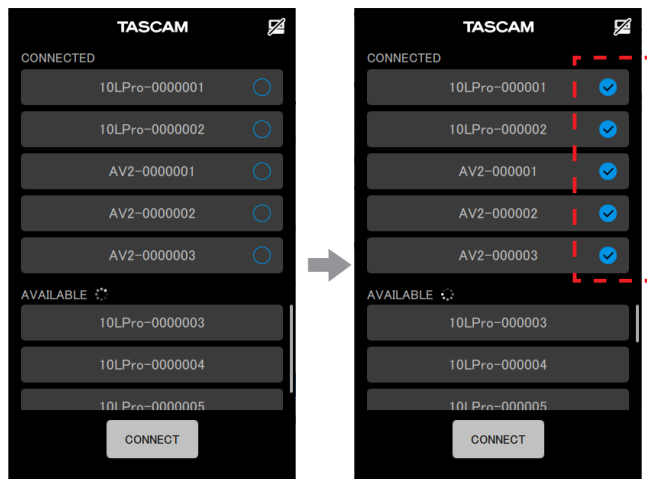 TASCAM
CONNECTED
10LPro-0000001
10LPro-0000002
AV2-0000001
AV2-0000002
AV2-0000003
AVAILABLE
10LPro-0000003
10LPro-0000004
10LPro-0000005
CONNECT
TASCAM
CONNECTED
10LPro-000001
10LPro-000002
AV2-000001
AV2-000002
AV2-000003
AVAILABLE
10LPro-000003
10LPro-000004
10LPro-000005
CONNECT